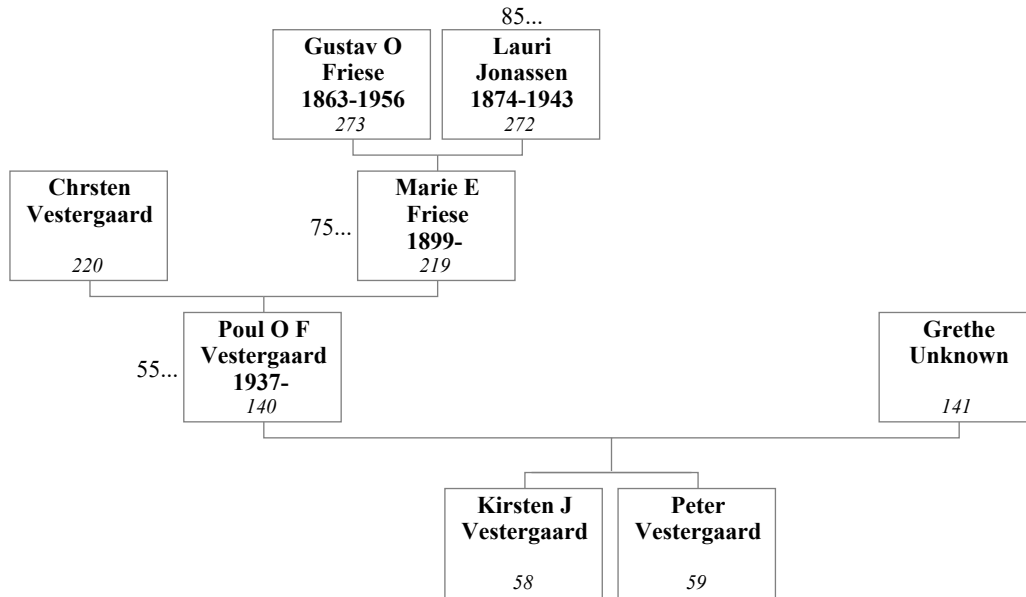 85...
Gustav O
Friese
1863-1956
273
Lauri
Jonassen
1874-1943
272
Chrsten
Vestergaard
220
75...
Marie E
Friese
1899-
219
55...
Poul O F
Vestergaard
1937-
140
Grethe
Unknown
141
Kirsten J
Vestergaard
58
Peter
Vestergaard
59